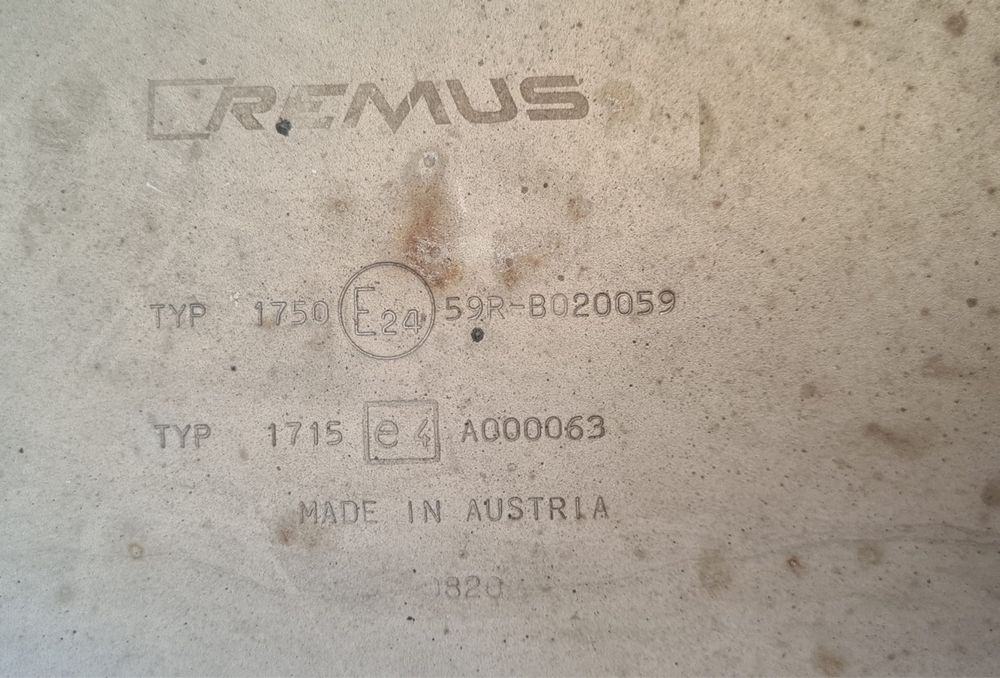 REMUS
TYP 1750 E24 59R-B020059
TYP 1715 e4 A000063
MADE IN AUSTRIA